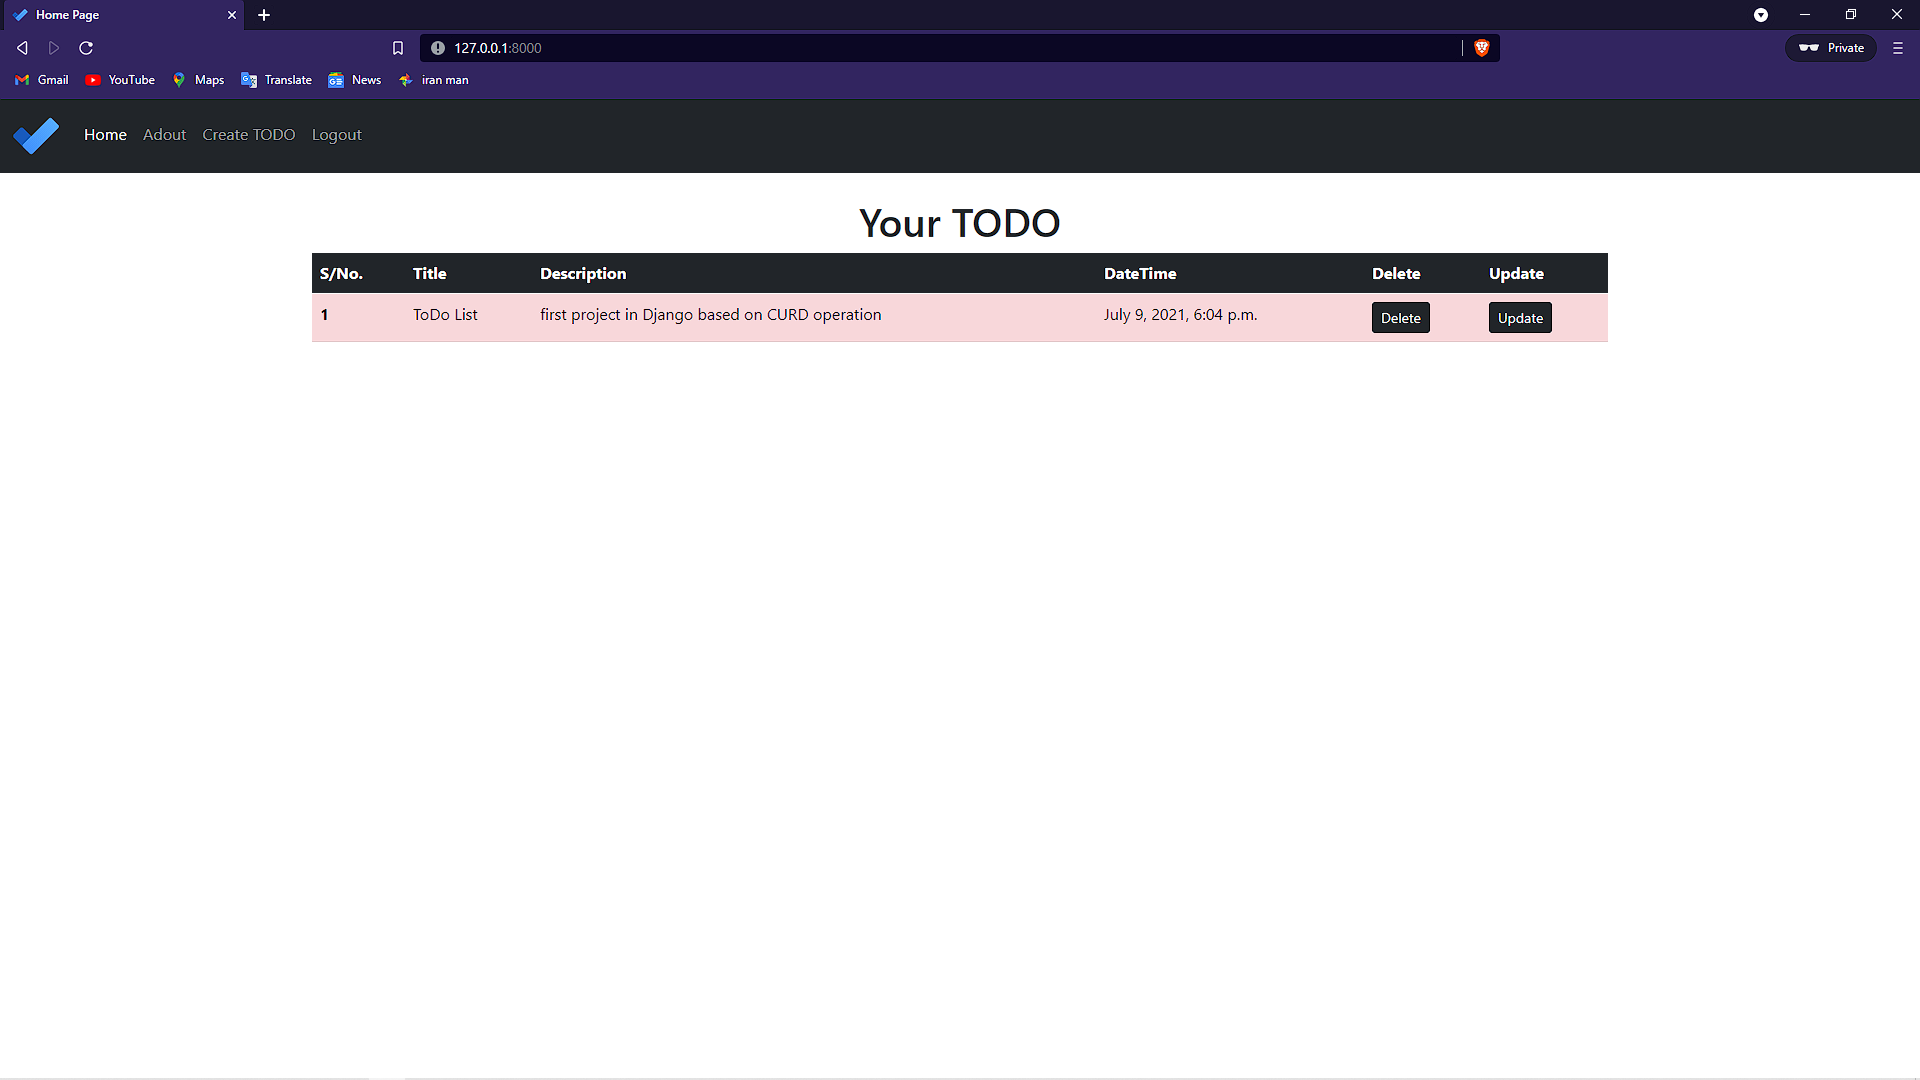 Home Page
127.0.0.1:8000
Private
Gmail YouTube Maps Translate News iran man
Home Adout Create TODO Logout
Your TODO
S/No. Title Description DateTime Delete Update
1 ToDo List first project in Django based on CURD operation July 9, 2021, 6:04 p.m. Delete Update